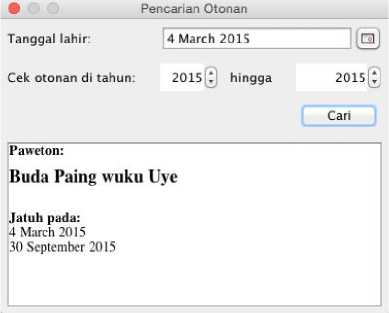 Pencarian Otonan
Tanggal lahir: 4 March 2015
Cek otonan di tahun: 2015 hingga 2015
Cari
Paweton:
Buda Paing wuku Uye
Jatuh pada:
4 March 2015
30 September 2015